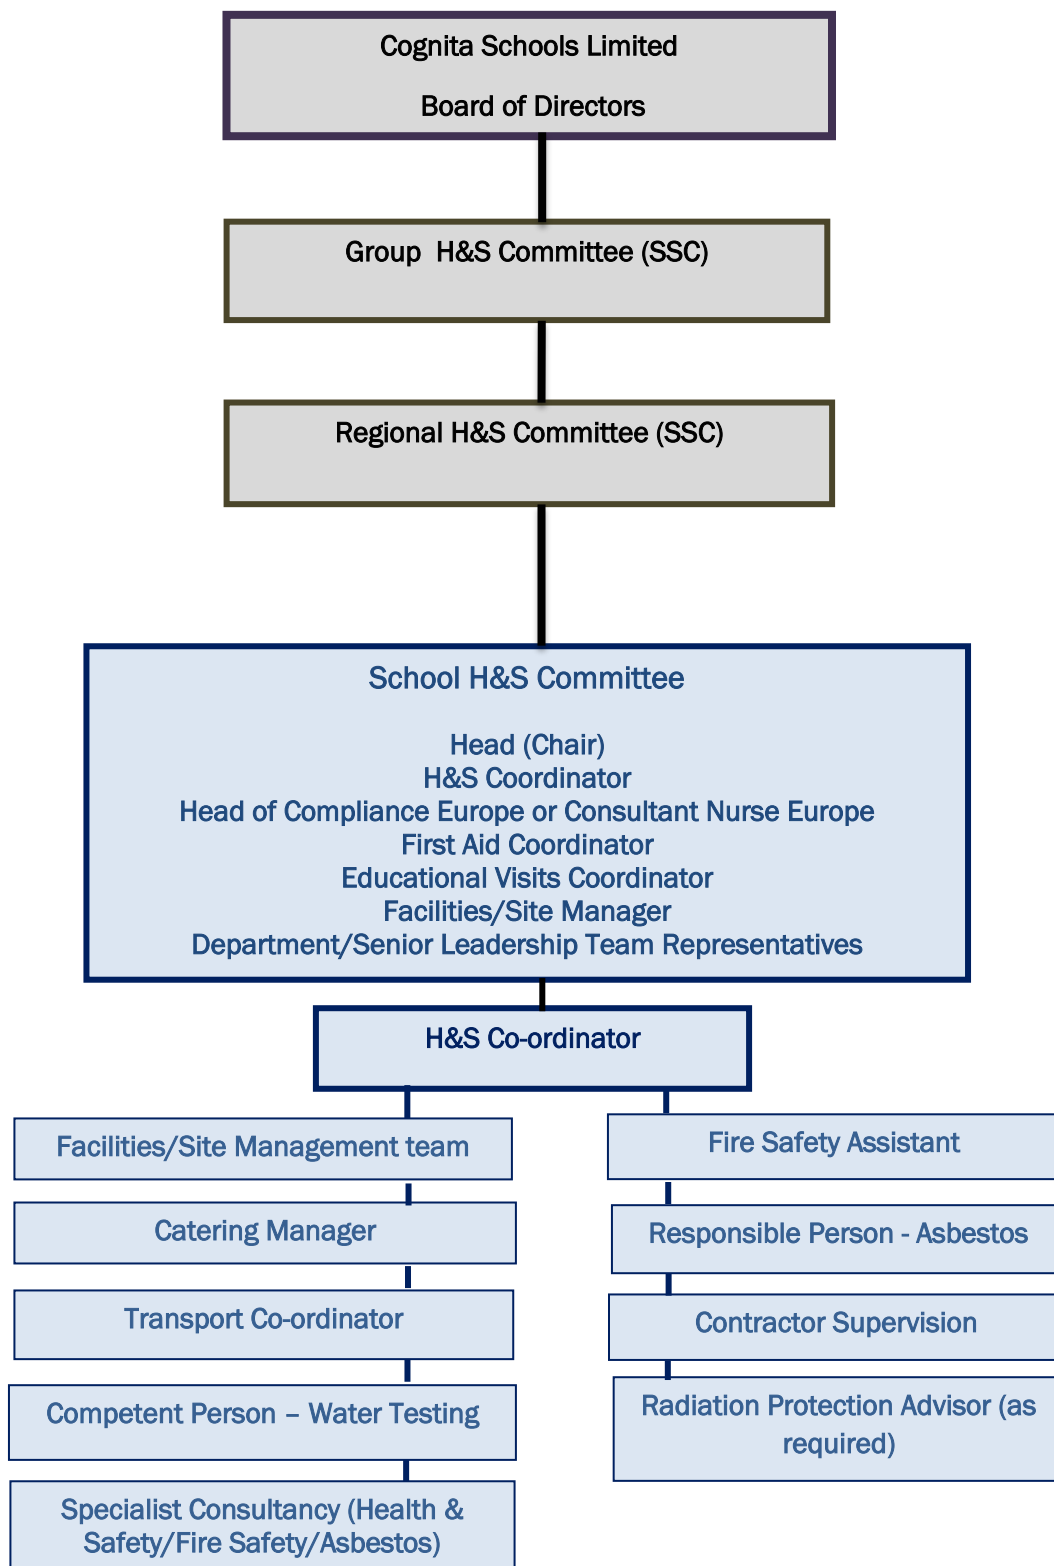 Cognita Schools Limited
Board of Directors
Group H&S Committee (SSC)
Regional H&S Committee (SSC)
School H&S Committee
Head (Chair)
H&S Coordinator
Head of Compliance Europe or Consultant Nurse Europe
First Aid Coordinator
Educational Visits Coordinator
Facilities/Site Manager
Department/Senior Leadership Team Representatives
H&S Co-ordinator
Facilities/Site Management team
Catering Manager
Transport Co-ordinator
Competent Person – Water Testing
Specialist Consultancy (Health &
Safety/Fire Safety/Asbestos)
Fire Safety Assistant
Responsible Person - Asbestos
Contractor Supervision
Radiation Protection Advisor (as
required)